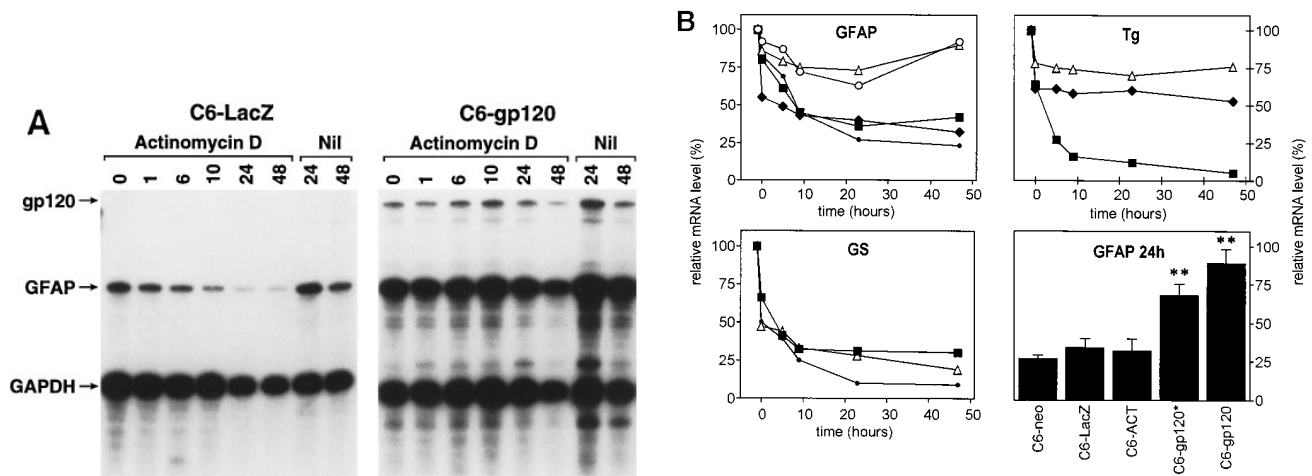 A
C6-LacZ
C6-gp120
Actinomycin D
Nil
Actinomycin D
Nil
0 1 6 10 24 48 24 48
0 1 6 10 24 48 24 48
gp120
GFAP
GAPDH
B
relative mRNA level (%)
GFAP
100
75
50
25
0
0 10 20 30 40 50
time (hours)
Tg
100
75
50
25
0
0 10 20 30 40 50
time (hours)
relative mRNA level (%)
relative mRNA level (%)
GS
100
75
50
25
0
0 10 20 30 40 50
time (hours)
GFAP 24h
**
**
100
75
50
25
0
relative mRNA level (%)
C6-neo
C6-LacZ
C6-ACT
C6-gp120*
C6-gp120